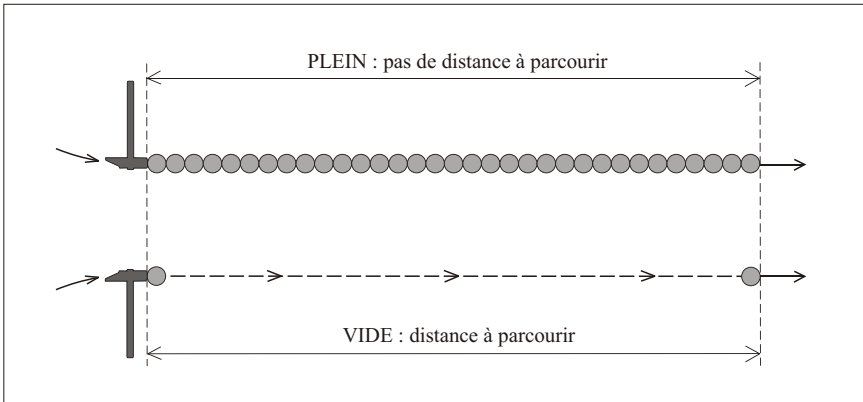 PLEIN : pas de distance à parcourir
VIDE : distance à parcourir